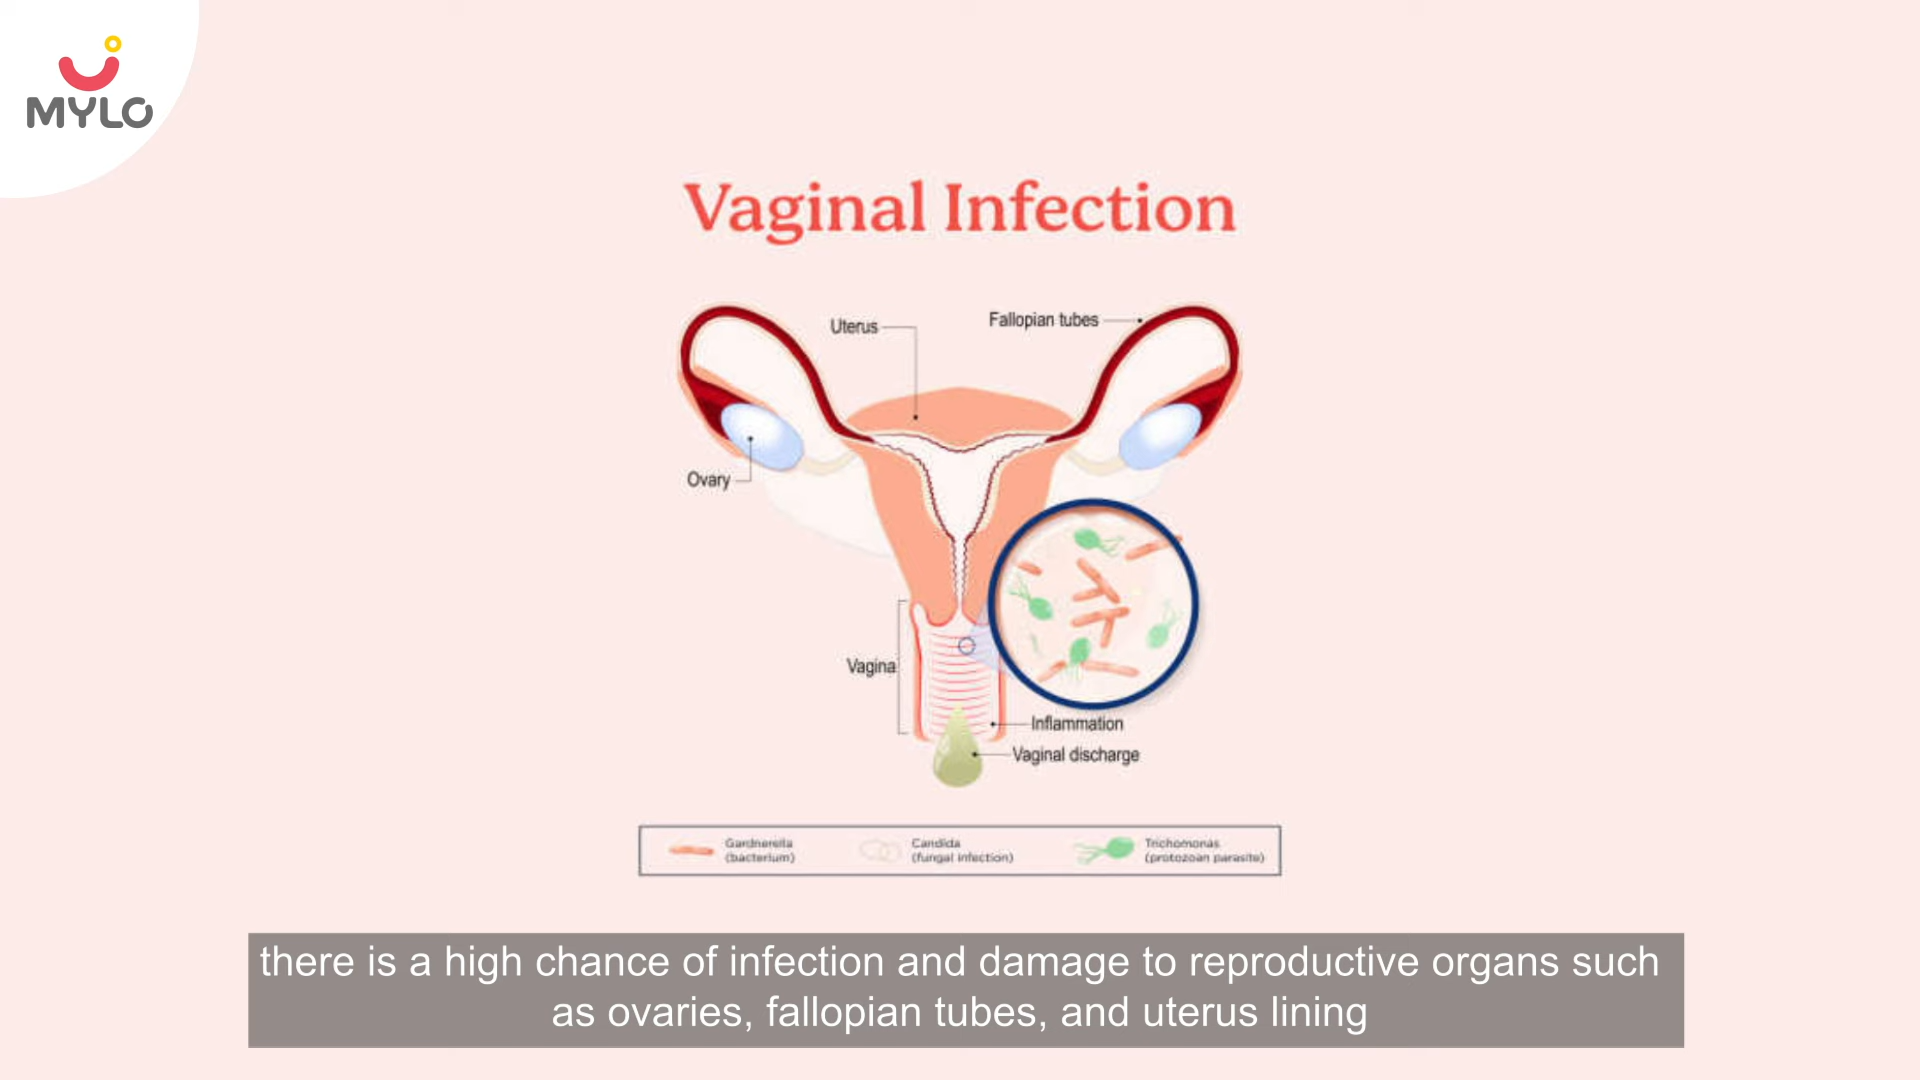 MYLO
Vaginal Infection
Uterus
Fallopian tubes
Ovary
Vagina
Inflammation
Vaginal discharge
Gardnerella
(bacterium)
Candida
(fungal infection)
Trichomonas
(protozoan parasite)
there is a high chance of infection and damage to reproductive organs such
as ovaries, fallopian tubes, and uterus lining